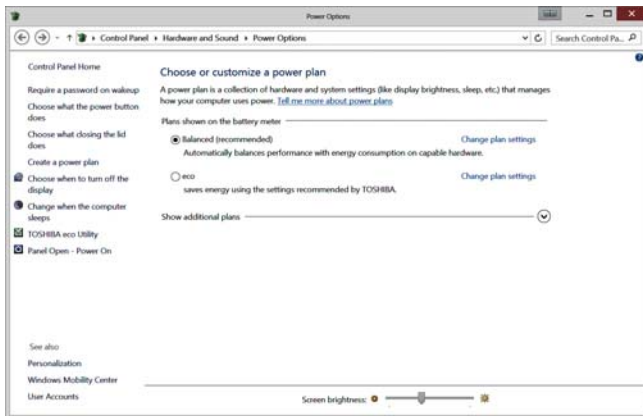 Power Options
Control Panel ▸ Hardware and Sound ▸ Power Options
Search Control Pa...
Control Panel Home
Require a password on wakeup
Choose what the power button
does
Choose what closing the lid
does
Create a power plan
Choose when to turn off the
display
Change when the computer
sleeps
TOSHIBA eco Utility
Panel Open - Power On
See also
Personalization
Windows Mobility Center
User Accounts
Choose or customize a power plan
A power plan is a collection of hardware and system settings (like display brightness, sleep, etc.) that manages
how your computer uses power. Tell me more about power plans
Plans shown on the battery meter
Balanced (recommended)
Change plan settings
Automatically balances performance with energy consumption on capable hardware.
eco
Change plan settings
saves energy using the settings recommended by TOSHIBA.
Show additional plans
Screen brightness: